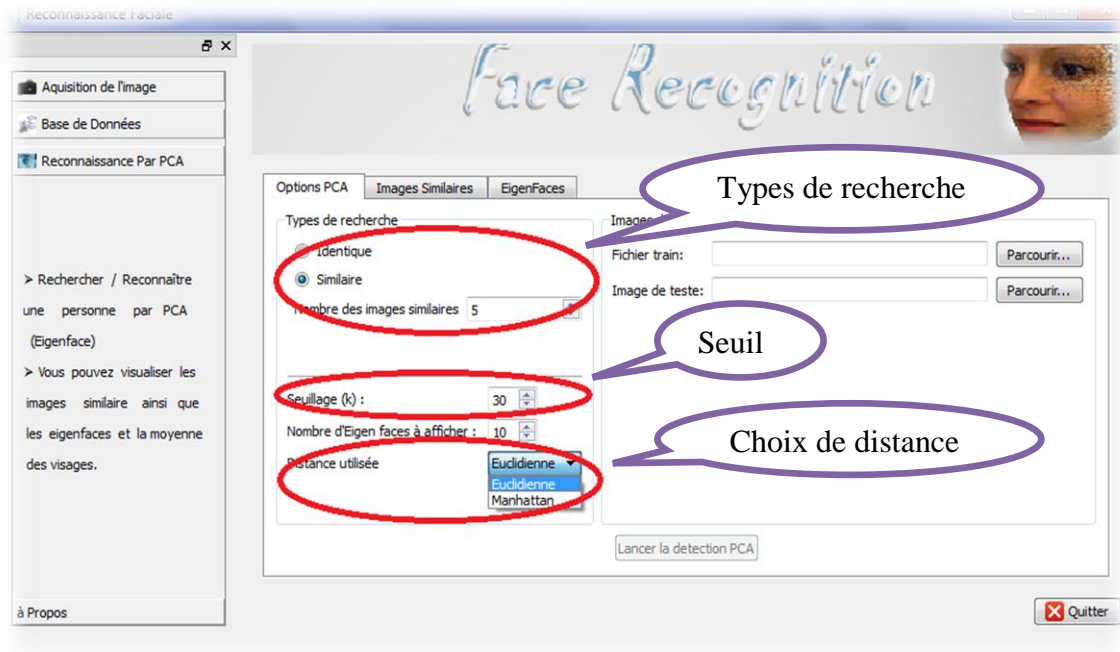 Reconnaissance Faciale
Face Recognition
Aquisition de l'image
Base de Données
Reconnaissance Par PCA
➢ Rechercher / Reconnaître
une personne par PCA
(Eigenface)
➢ Vous pouvez visualiser les
images similaire ainsi que
les eigenfaces et la moyenne
des visages.
à Propos
Options PCA
Images Similaires
EigenFaces
Types de recherche
Identique
Similaire
Nombre des images similaires 5
Seuillage (k) : 30
Nombre d'Eigen faces à afficher : 10
Distance utilisée Euclidienne
Euclidienne
Manhattan
Images
Fichier train: Parcourir...
Image de teste: Parcourir...
Types de recherche
Seuil
Choix de distance
Lancer la detection PCA
Quitter